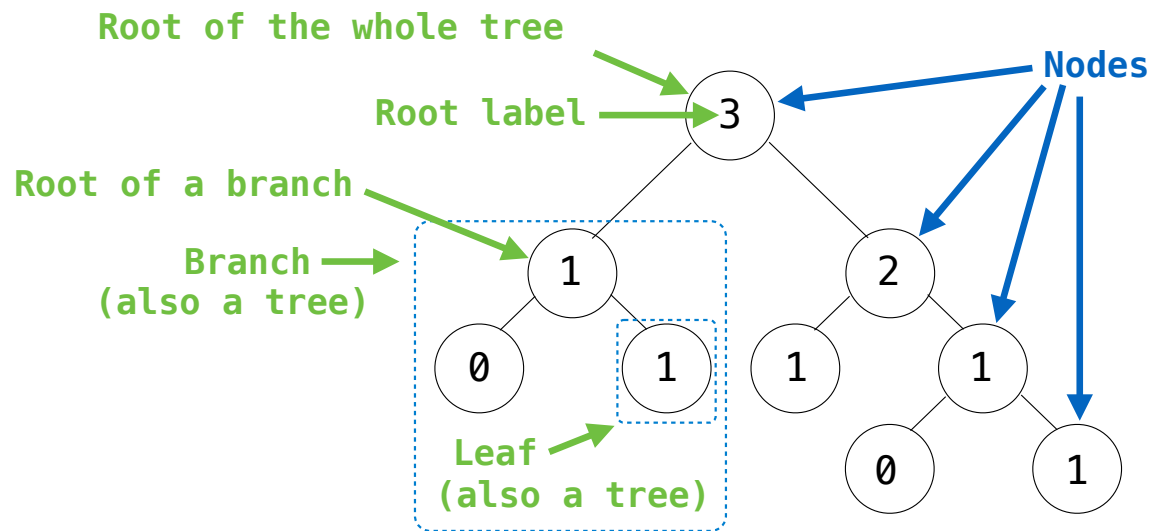 Root of the whole tree
Nodes
Root label
3
Root of a branch
Branch
(also a tree)
1
2
0
1
1
1
Leaf
(also a tree)
0
1